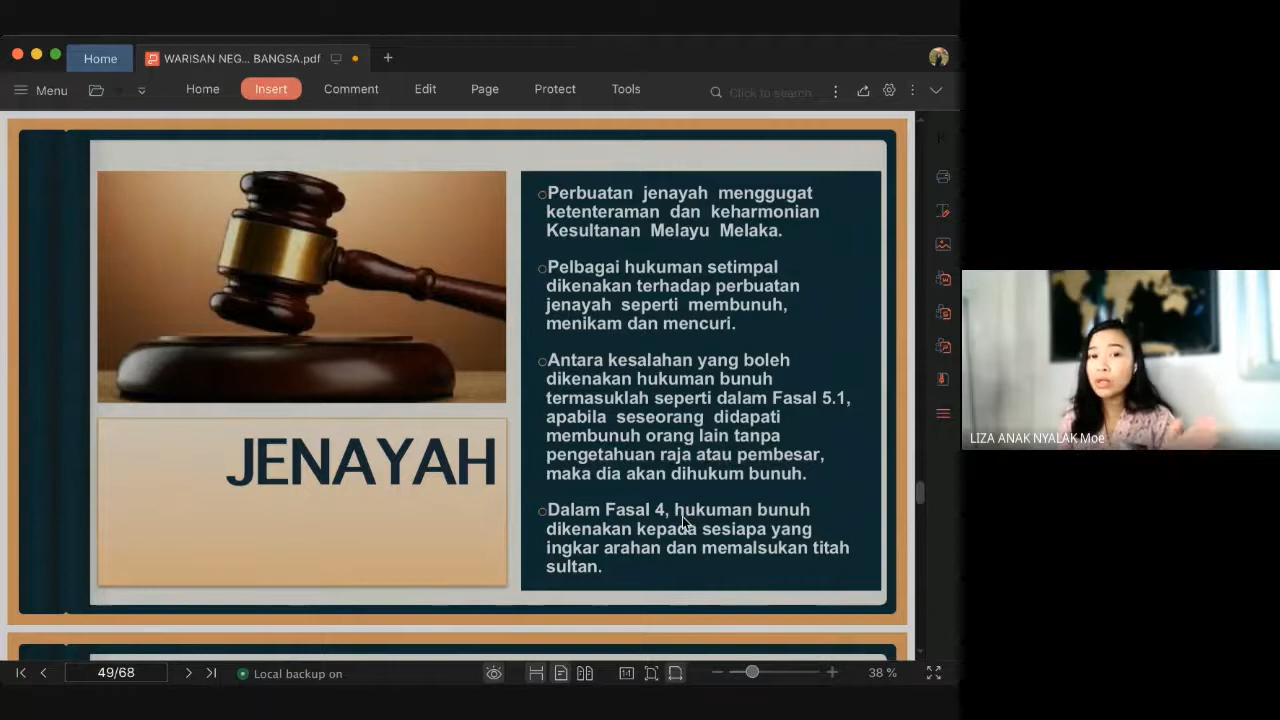 Home
WARISAN NEG... BANGSA.pdf
Menu
Home
Insert
Comment
Edit
Page
Protect
Tools
Click to search
JENAYAH
Perbuatan jenayah menggugat
ketenteraman dan keharmonian
Kesultanan Melayu Melaka.
Pelbagai hukuman setimpal
dikenakan terhadap perbuatan
jenayah seperti membunuh,
menikam dan mencuri.
Antara kesalahan yang boleh
dikenakan hukuman bunuh
termasuklah seperti dalam Fasal 5.1,
apabila seseorang didapati
membunuh orang lain tanpa
pengetahuan raja atau pembesar,
maka dia akan dihukum bunuh.
Dalam Fasal 4, hukuman bunuh
dikenakan kepada sesiapa yang
ingkar arahan dan memalsukan titah
sultan.
LIZA ANAK NYALAK Moe
49/68
Local backup on
1:1
38 %